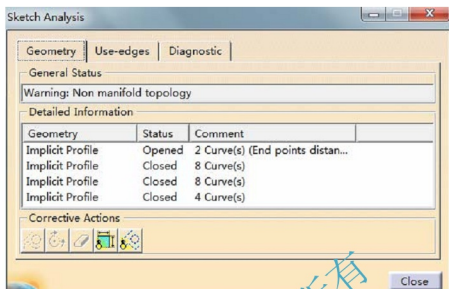 Sketch Analysis
Geometry Use-edges Diagnostic
General Status
Warning: Non manifold topology
Detailed Information
Geometry Status Comment
Implicit Profile Opened 2 Curve(s) (End points distan...
Implicit Profile Closed 8 Curve(s)
Implicit Profile Closed 8 Curve(s)
Implicit Profile Closed 4 Curve(s)
Corrective Actions
所有
Close